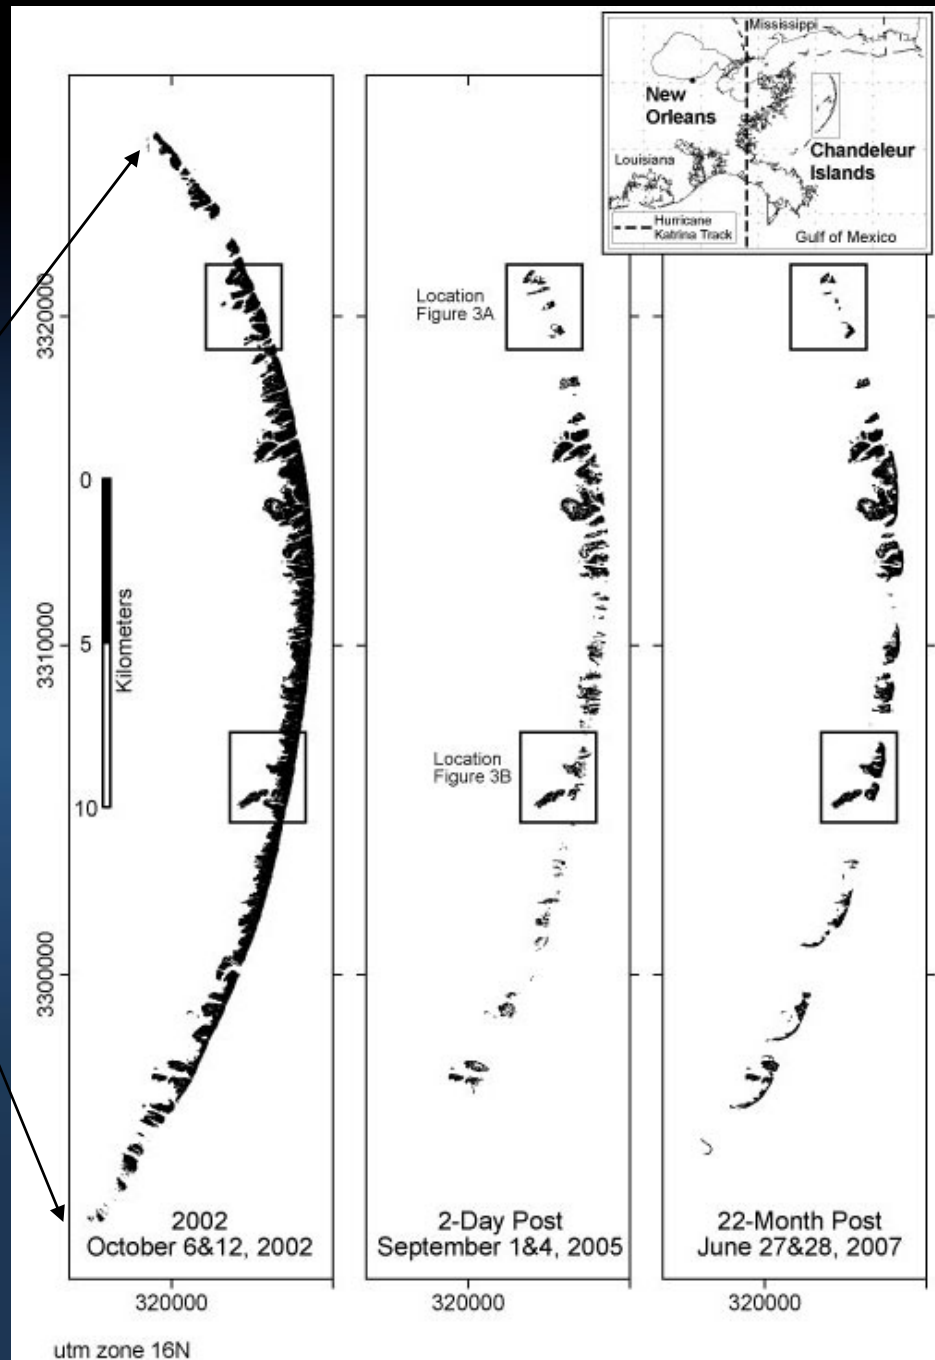 Mississippi
New
Orleans
Louisiana
Chandeleur
Islands
Hurricane
Katrina Track
Gulf of Mexico
3320000
3310000
3300000
Location
Figure 3A
Location
Figure 3B
0
5
10
Kilometers
2002
October 6&12, 2002
2-Day Post
September 1&4, 2005
22-Month Post
June 27&28, 2007
320000
320000
320000
utm zone 16N